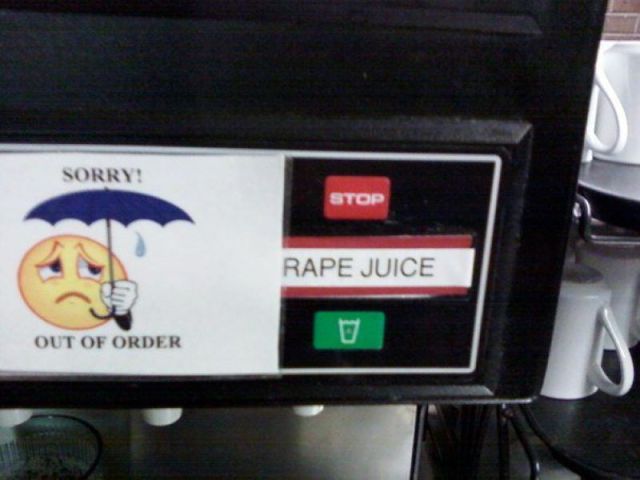 SORRY!
OUT OF ORDER
STOP
RAPE JUICE